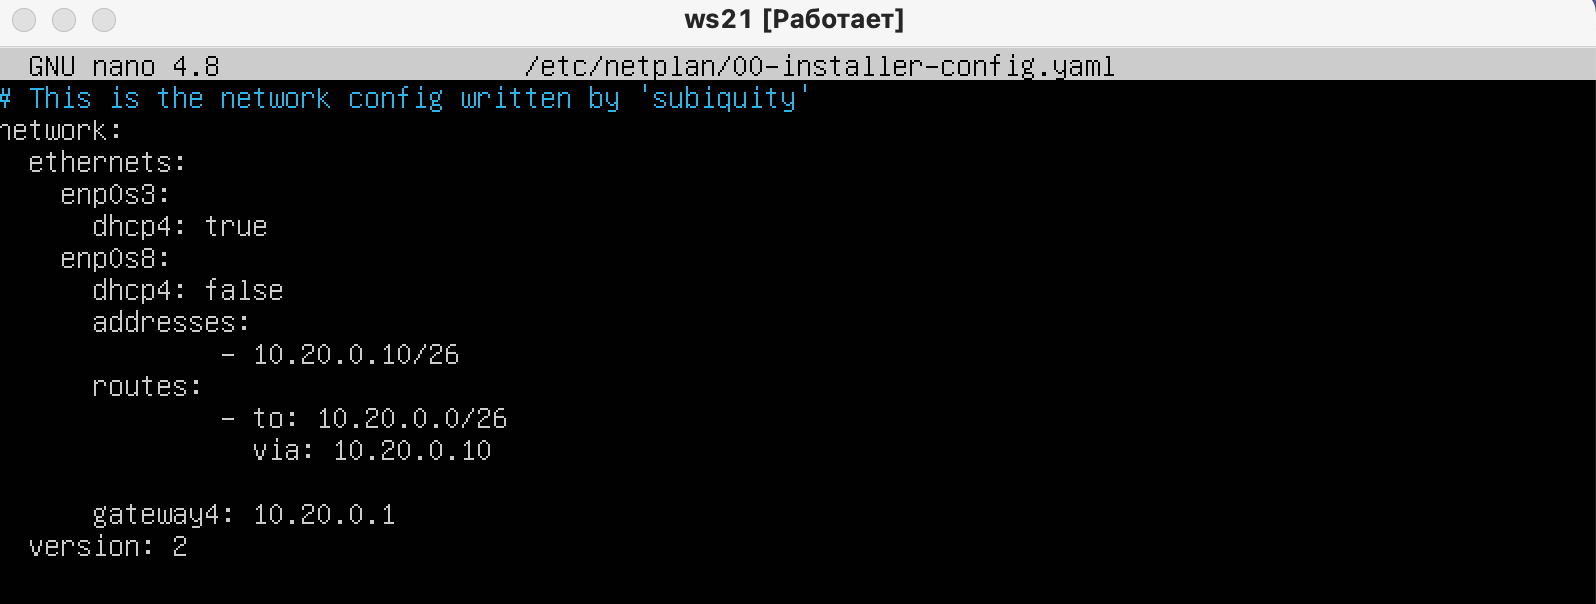 ws21 [Работает]
GNU nano 4.8 /etc/netplan/00-installer-config.yaml
# This is the network config written by 'subiquity'
network:
  ethernets:
    enp0s3:
      dhcp4: true
    enp0s8:
      dhcp4: false
      addresses:
              - 10.20.0.10/26
      routes:
              - to: 10.20.0.0/26
                via: 10.20.0.10
      gateway4: 10.20.0.1
  version: 2